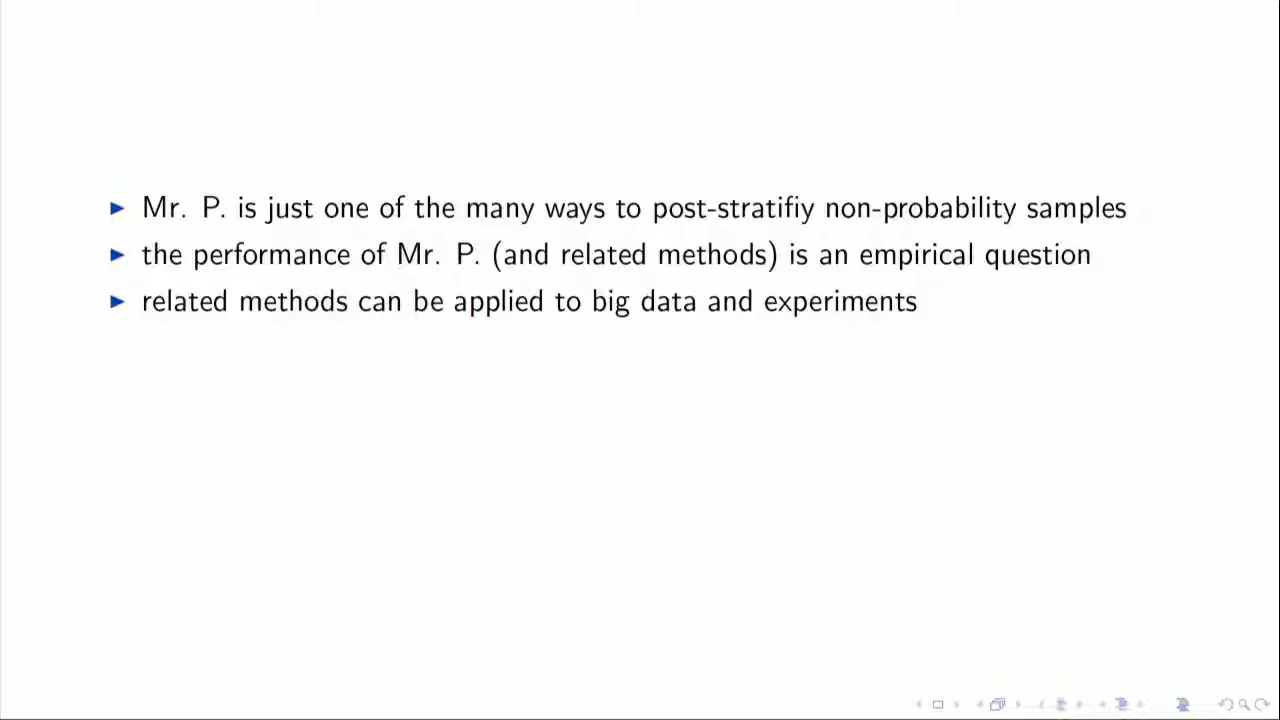 Mr. P. is just one of the many ways to post-stratifiy non-probability samples
the performance of Mr. P. (and related methods) is an empirical question
related methods can be applied to big data and experiments